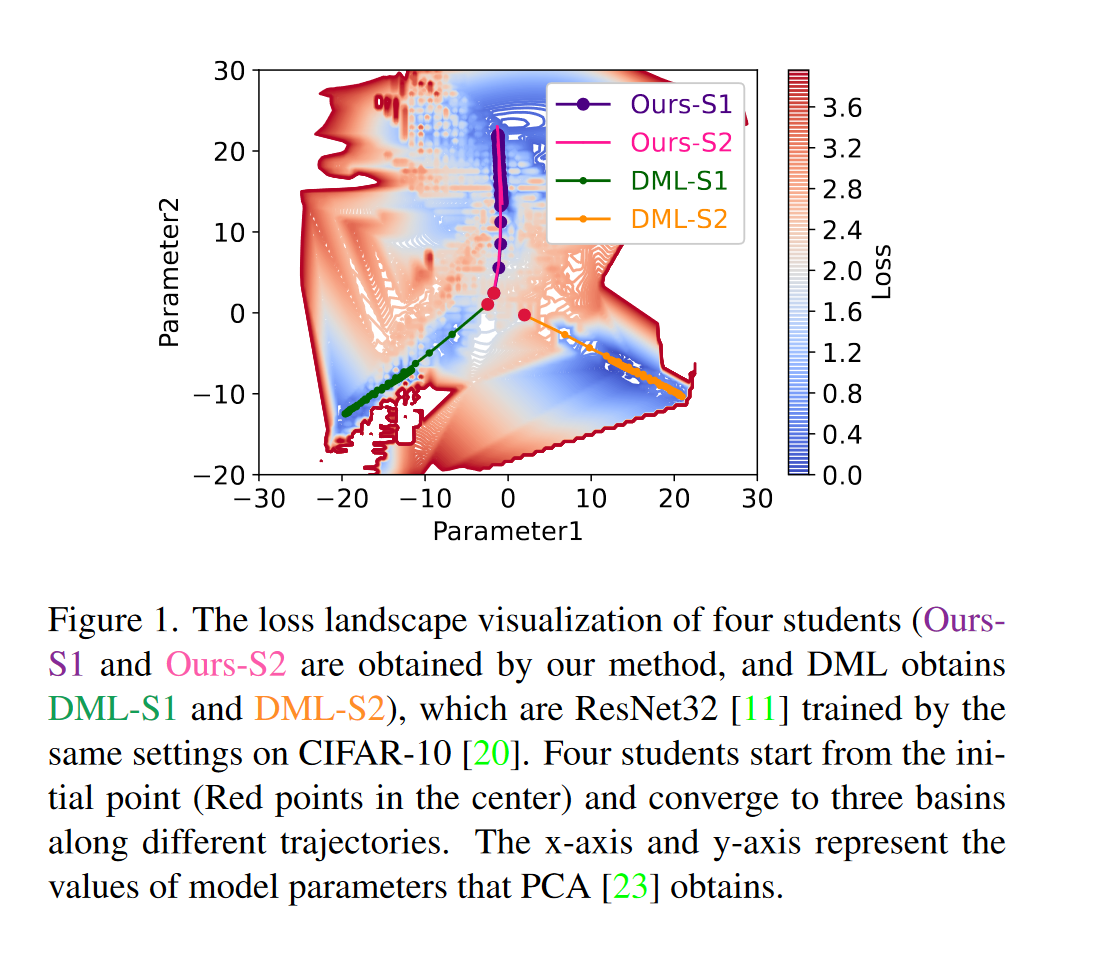 30
20
10
0
−10
−20
−30
−20
−10
0
10
20
30
Parameter1
Parameter2
Ours-S1
Ours-S2
DML-S1
DML-S2
3.6
3.2
2.8
2.4
2.0
1.6
1.2
0.8
0.4
0.0
Loss
Figure 1. The loss landscape visualization of four students (Ours-
S1 and Ours-S2 are obtained by our method, and DML obtains
DML-S1 and DML-S2), which are ResNet32 [11] trained by the
same settings on CIFAR-10 [20]. Four students start from the ini-
tial point (Red points in the center) and converge to three basins
along different trajectories. The x-axis and y-axis represent the
values of model parameters that PCA [23] obtains.